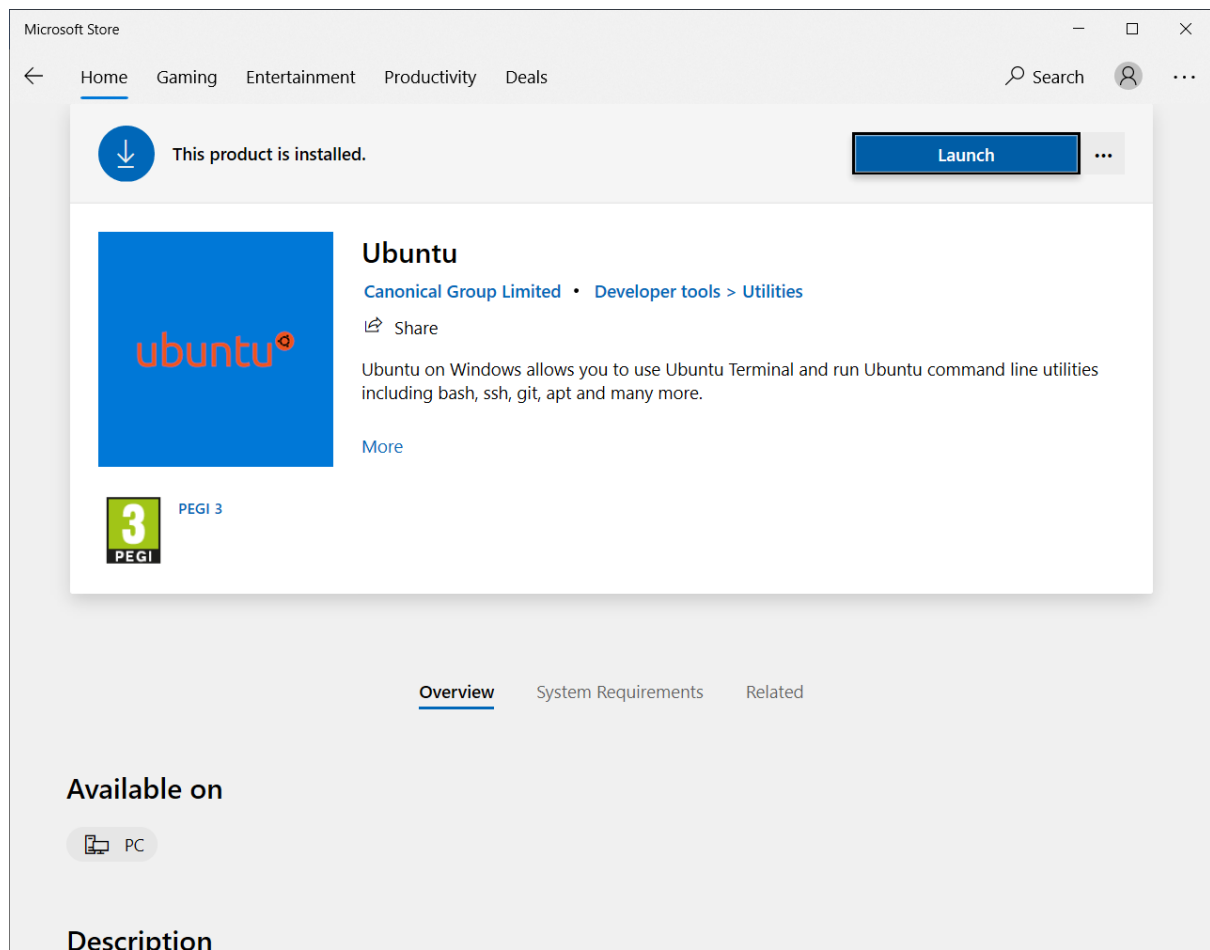 Microsoft Store
Home Gaming Entertainment Productivity Deals Search
This product is installed.
Launch
ubuntu
Ubuntu
Canonical Group Limited • Developer tools > Utilities
Share
Ubuntu on Windows allows you to use Ubuntu Terminal and run Ubuntu command line utilities
including bash, ssh, git, apt and many more.
More
3
PEGI
PEGI 3
Overview System Requirements Related
Available on
PC
Description